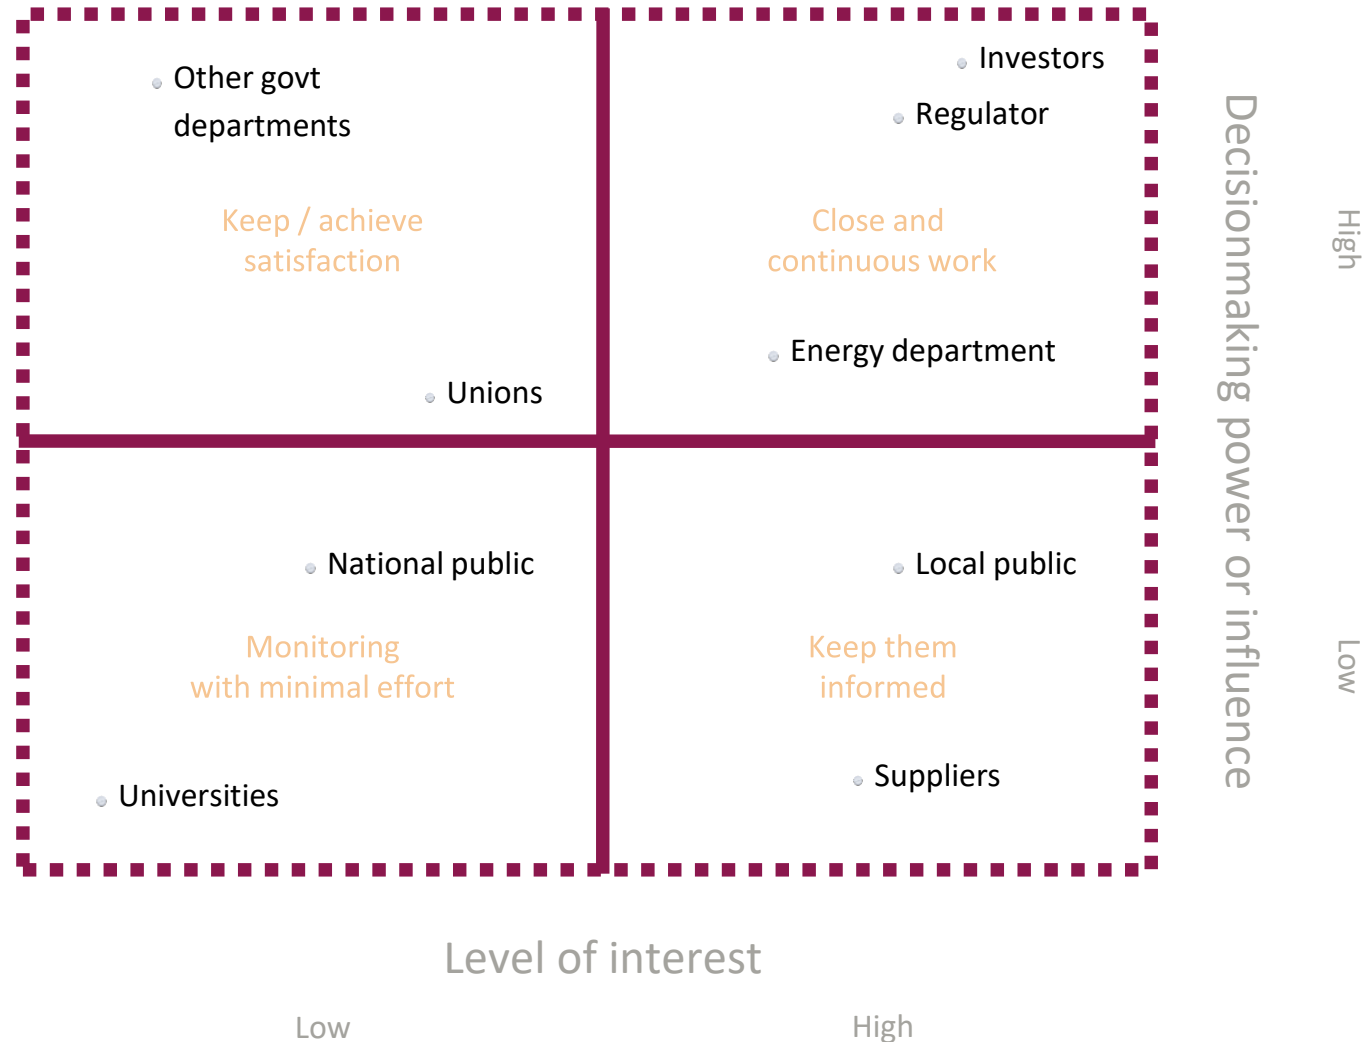 Other govt
departments
Investors
Regulator
Keep / achieve
satisfaction
Close and
continuous work
Energy department
Unions
National public
Local public
Monitoring
with minimal effort
Keep them
informed
Universities
Suppliers
Decisionmmaking power or influence
High
Low
Level of interest
Low
High